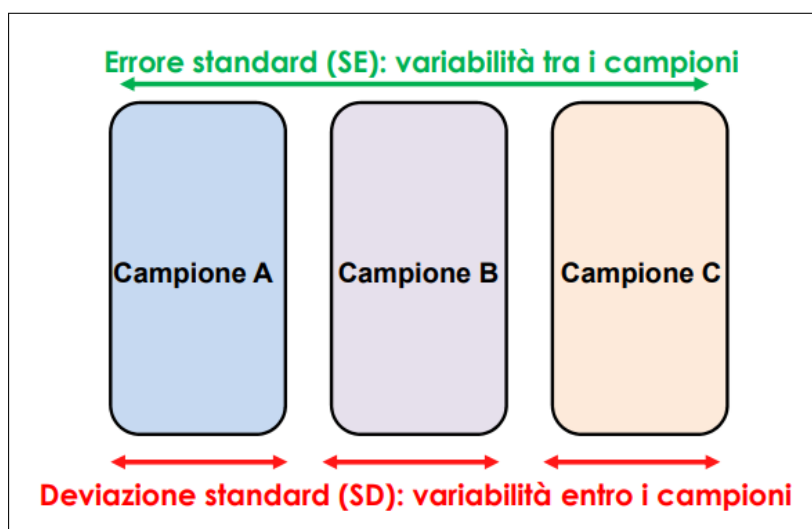 Errore standard (SE): variabilità tra i campioni
Campione A
Campione B
Campione C
Deviazione standard (SD): variabilità entro i campioni